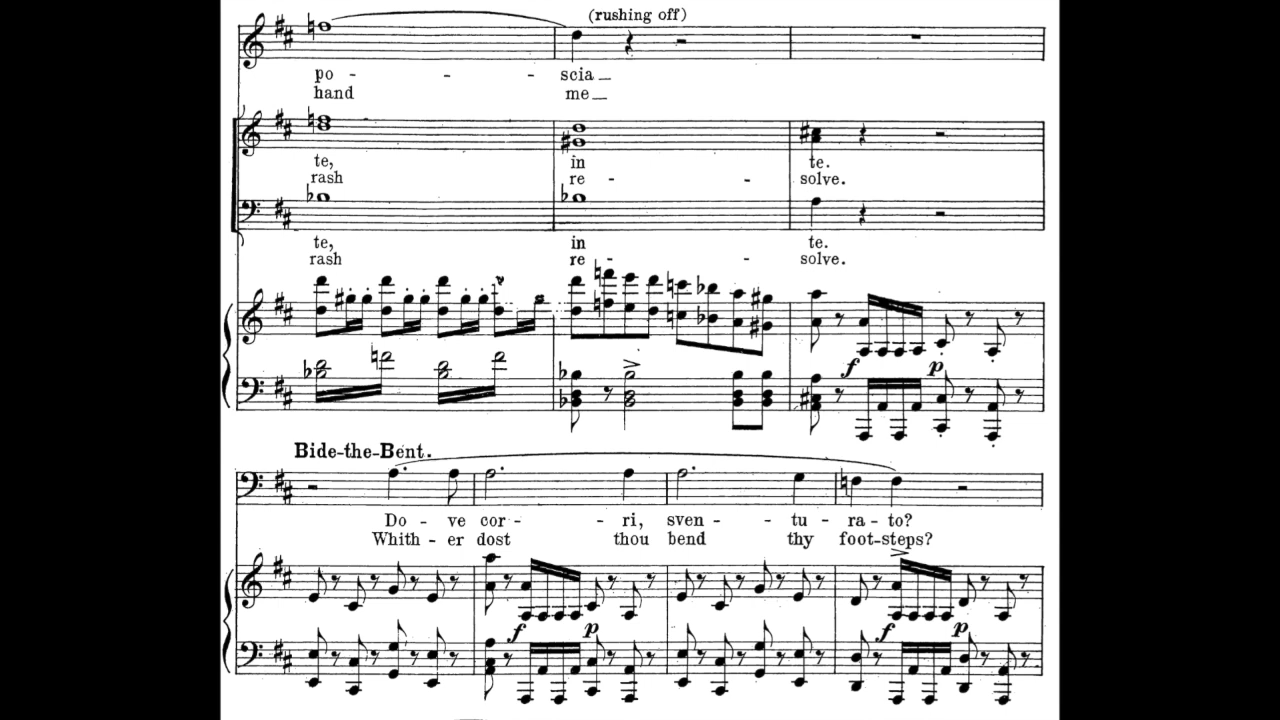 (rushing off)
po - - scia
hand me
te, in te.
rash re - - solve.
te, in te.
rash re - - solve.
f p
Bide-the-Bent.
Do - ve cor - - ri, sven - - tu - ra - to?
Whith - er dost thou bend thy foot-steps?
f p f p